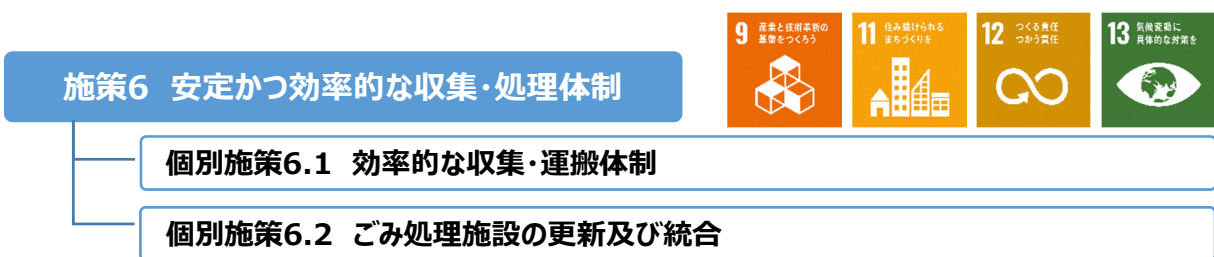 9 産業と技術革新の
基盤をつくろう
11 住み続けられる
まちづくりを
12 つくる責任
つかう責任
13 気候変動に
具体的な対策を
施策6 安定かつ効率的な収集・処理体制
個別施策6.1 効率的な収集・運搬体制
個別施策6.2 ごみ処理施設の更新及び統合